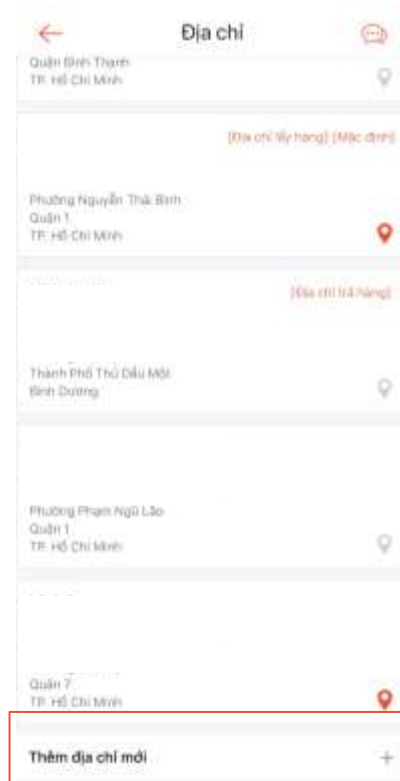 Địa chỉ
Quận Bình Thạnh
TP. Hồ Chí Minh
[Địa chỉ lấy hàng] [Mặc định]
Phường Nguyễn Thái Bình
Quận 1
TP. Hồ Chí Minh
[Địa chỉ trả hàng]
Thành Phố Thủ Dầu Một
Bình Dương
Phường Phạm Ngũ Lão
Quận 1
TP. Hồ Chí Minh
Quận 7
TP. Hồ Chí Minh
Thêm địa chỉ mới